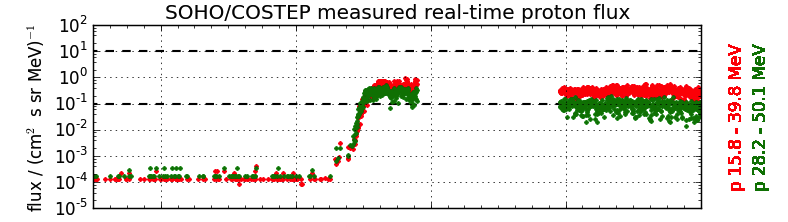 SOHO/COSTEP measured real-time proton flux
flux / (cm² s sr MeV)⁻¹
10²
10¹
10⁰
10⁻¹
10⁻²
10⁻³
10⁻⁴
10⁻⁵
p 15.8 - 39.8 MeV
p 28.2 - 50.1 MeV